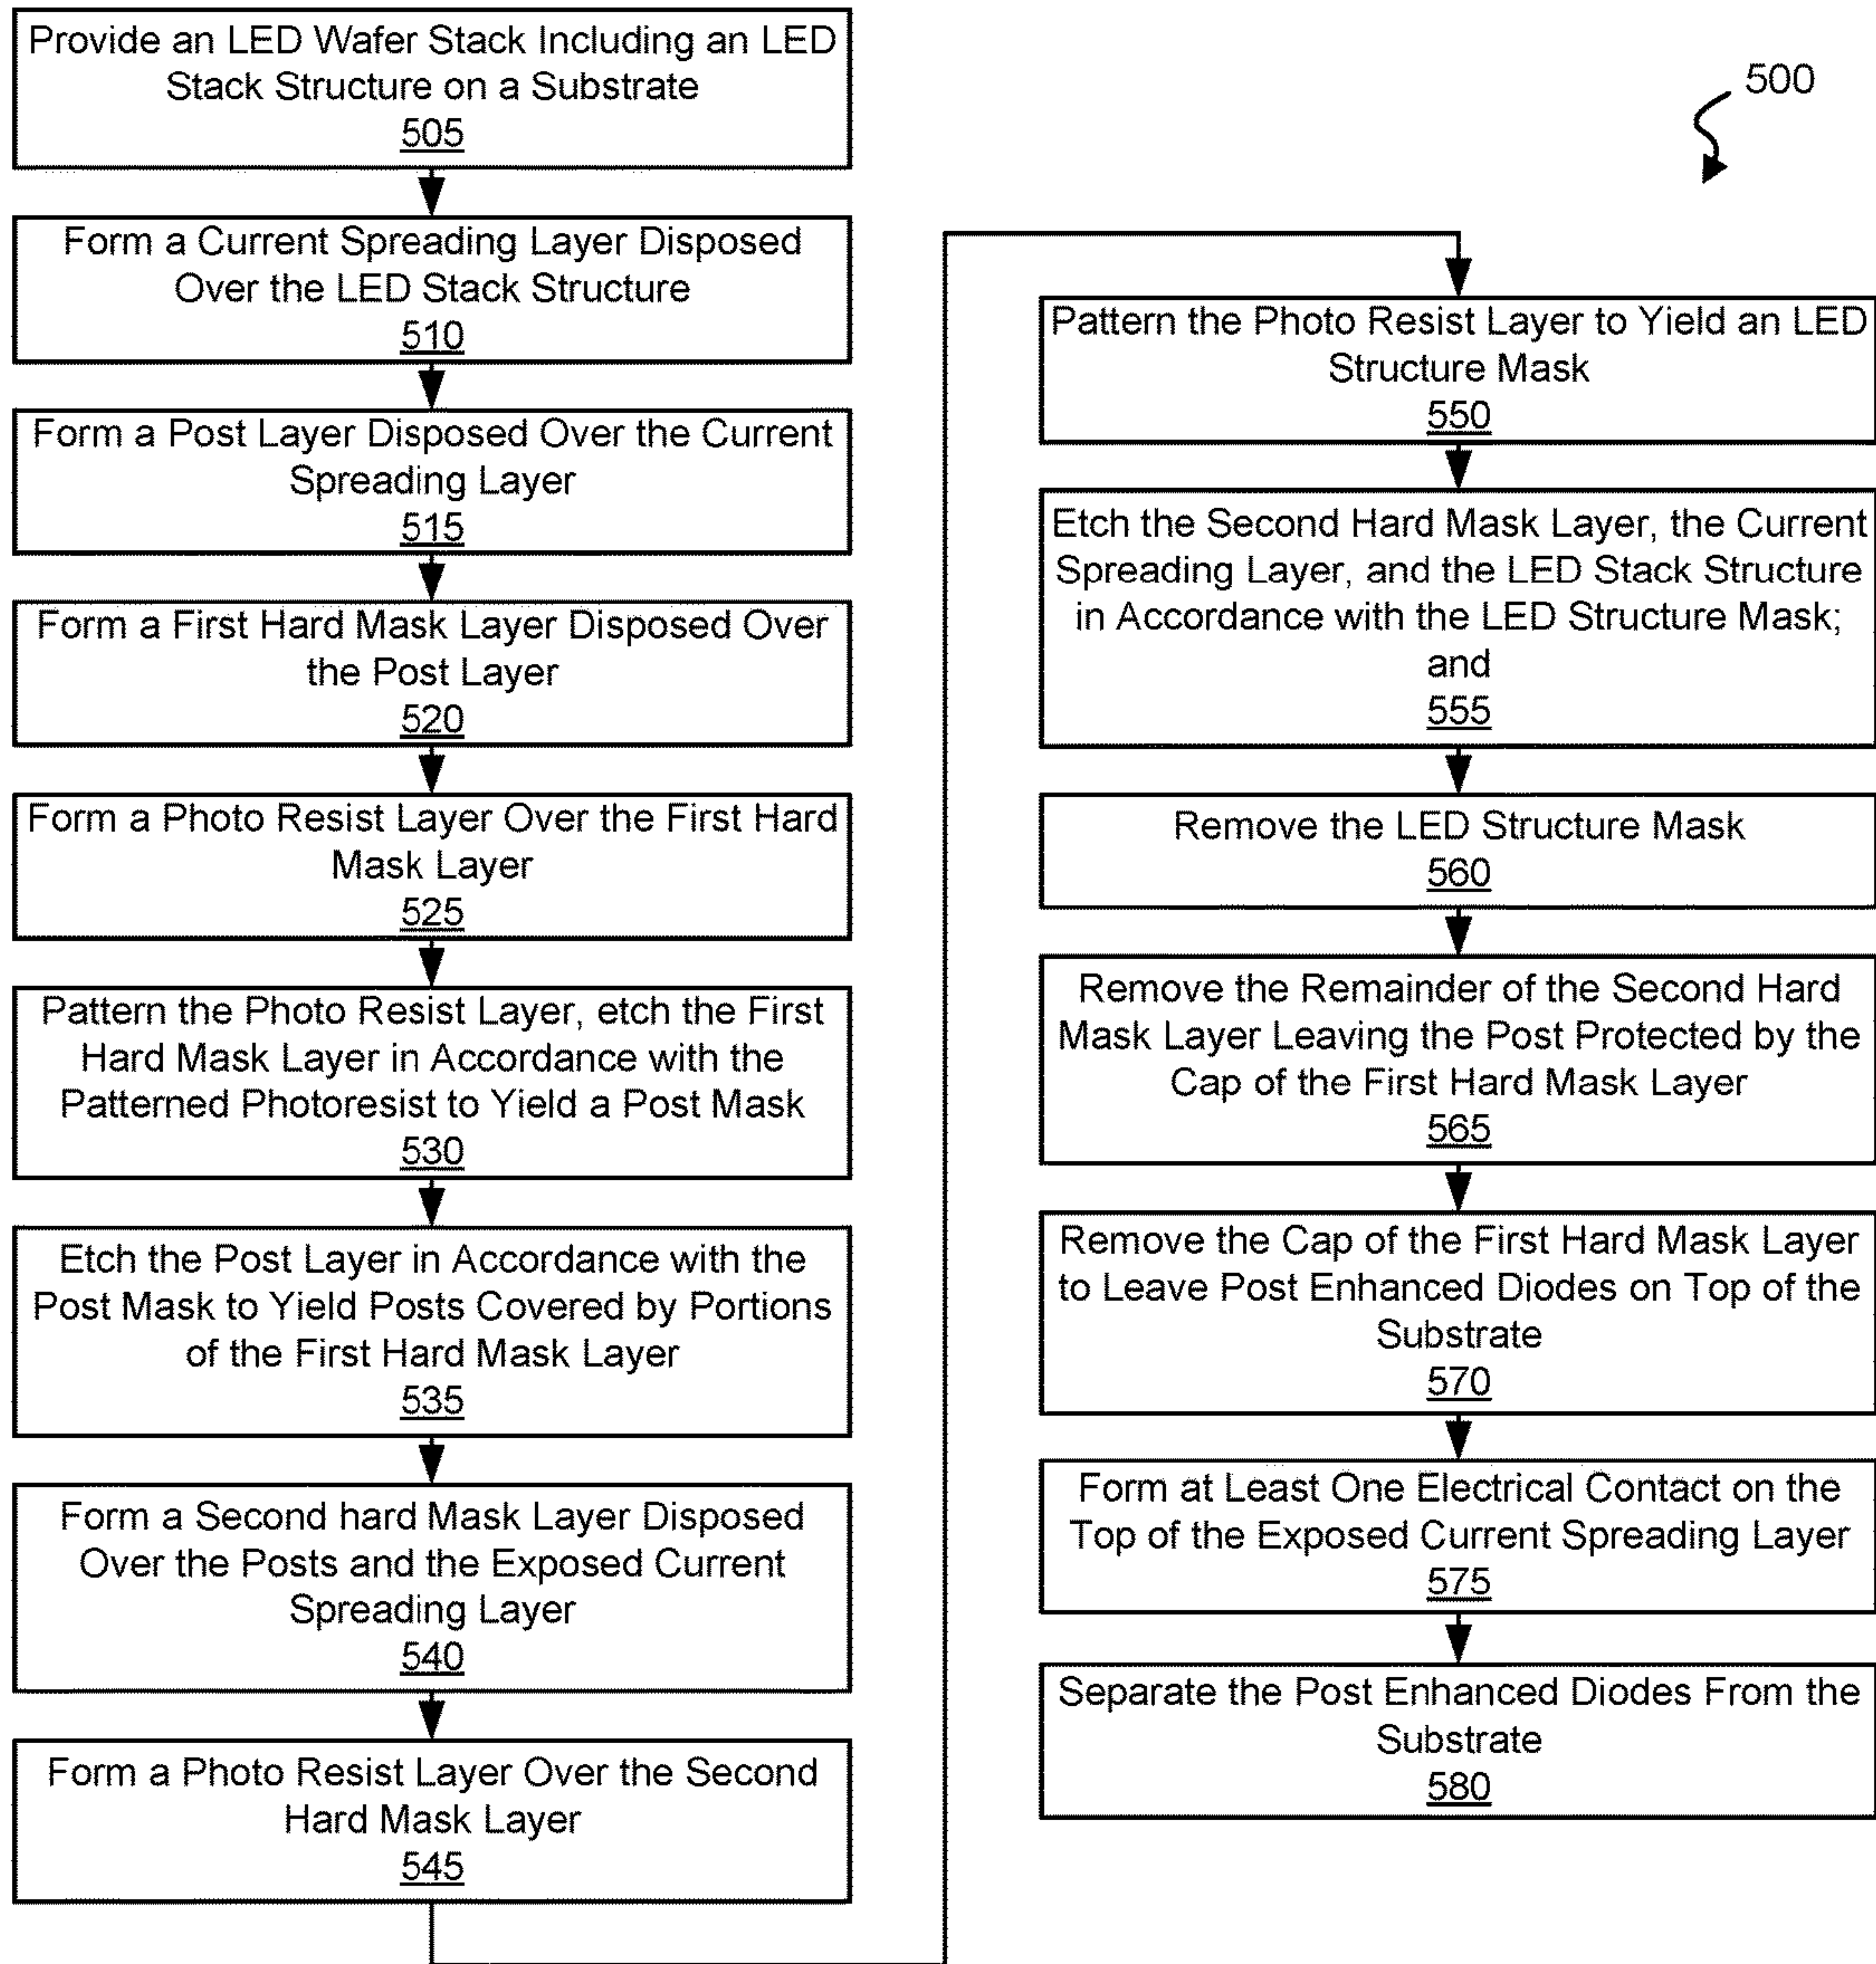 Provide an LED Wafer Stack Including an LED
Stack Structure on a Substrate
505
Form a Current Spreading Layer Disposed
Over the LED Stack Structure
510
Form a Post Layer Disposed Over the Current
Spreading Layer
515
Form a First Hard Mask Layer Disposed Over
the Post Layer
520
Form a Photo Resist Layer Over the First Hard
Mask Layer
525
Pattern the Photo Resist Layer, etch the First
Hard Mask Layer in Accordance with the
Patterned Photoresist to Yield a Post Mask
530
Etch the Post Layer in Accordance with the
Post Mask to Yield Posts Covered by Portions
of the First Hard Mask Layer
535
Form a Second hard Mask Layer Disposed
Over the Posts and the Exposed Current
Spreading Layer
540
Form a Photo Resist Layer Over the Second
Hard Mask Layer
545
500
Pattern the Photo Resist Layer to Yield an LED
Structure Mask
550
Etch the Second Hard Mask Layer, the Current
Spreading Layer, and the LED Stack Structure
in Accordance with the LED Structure Mask;
and
555
Remove the LED Structure Mask
560
Remove the Remainder of the Second Hard
Mask Layer Leaving the Post Protected by the
Cap of the First Hard Mask Layer
565
Remove the Cap of the First Hard Mask Layer
to Leave Post Enhanced Diodes on Top of the
Substrate
570
Form at Least One Electrical Contact on the
Top of the Exposed Current Spreading Layer
575
Separate the Post Enhanced Diodes From the
Substrate
580